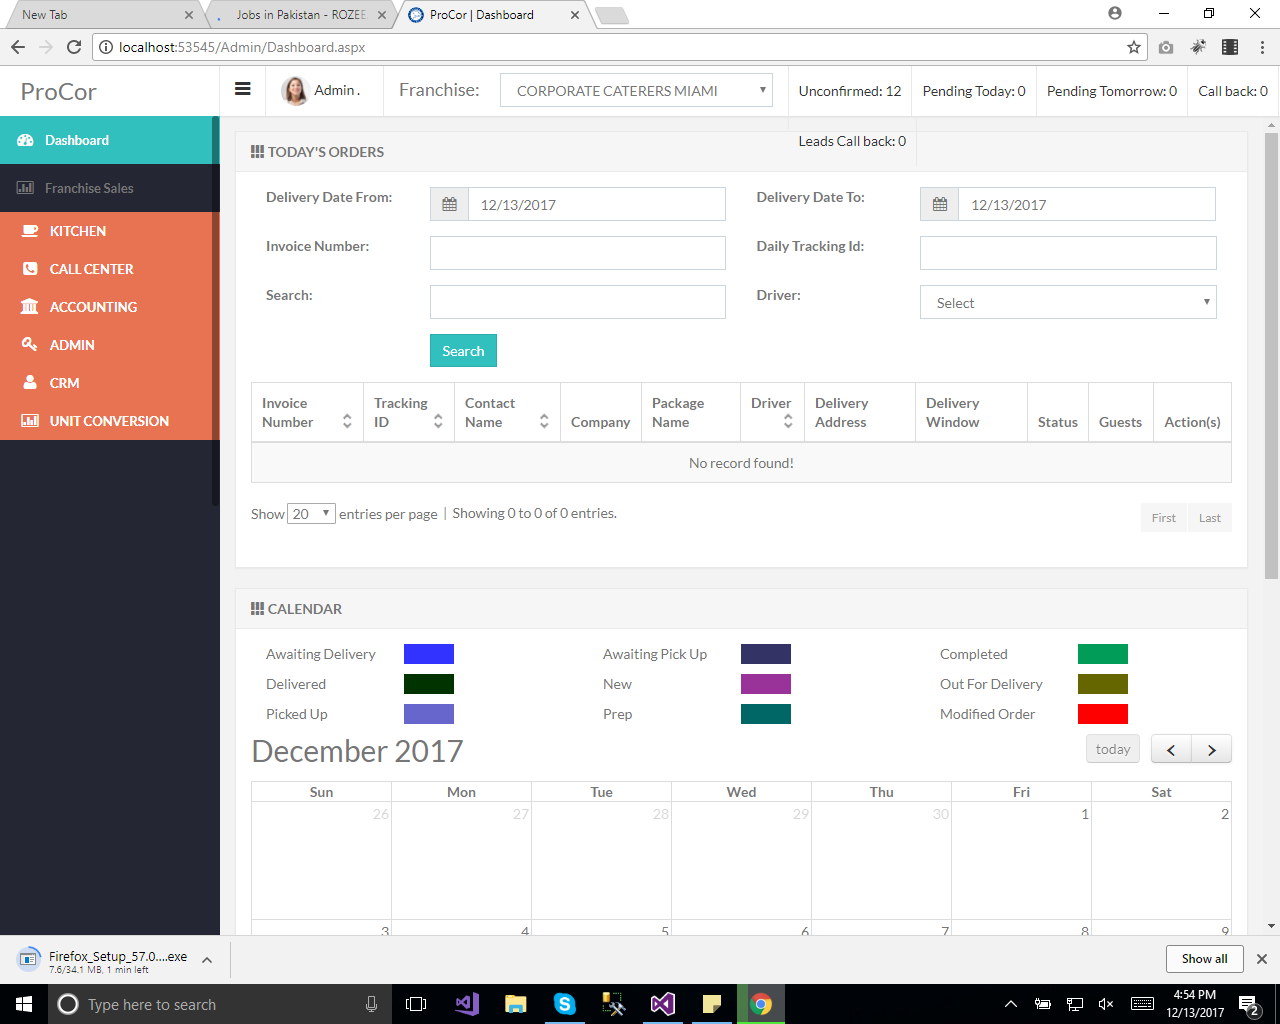 New Tab
Jobs in Pakistan - ROZEE
ProCor | Dashboard
localhost:53545/Admin/Dashboard.aspx
ProCor
Admin .
Franchise:
CORPORATE CATERERS MIAMI
Unconfirmed: 12
Pending Today: 0
Pending Tomorrow: 0
Call back: 0
Leads Call back: 0
Dashboard
Franchise Sales
KITCHEN
CALL CENTER
ACCOUNTING
ADMIN
CRM
UNIT CONVERSION
TODAY'S ORDERS
Delivery Date From:
12/13/2017
Delivery Date To:
12/13/2017
Invoice Number:
Daily Tracking Id:
Search:
Driver:
Select
Search
Invoice Number
Tracking ID
Contact Name
Company
Package Name
Driver
Delivery Address
Delivery Window
Status
Guests
Action(s)
No record found!
Show 20 entries per page | Showing 0 to 0 of 0 entries.
First
Last
CALENDAR
Awaiting Delivery
Awaiting Pick Up
Completed
Delivered
New
Out For Delivery
Picked Up
Prep
Modified Order
December 2017
today
Sun Mon Tue Wed Thu Fri Sat
26 27 28 29 30 1 2
3 4 5 6 7 8 9
Firefox_Setup_57.0....exe
7.6/34.1 MB, 1 min left
Show all
Type here to search
4:54 PM
12/13/2017
2